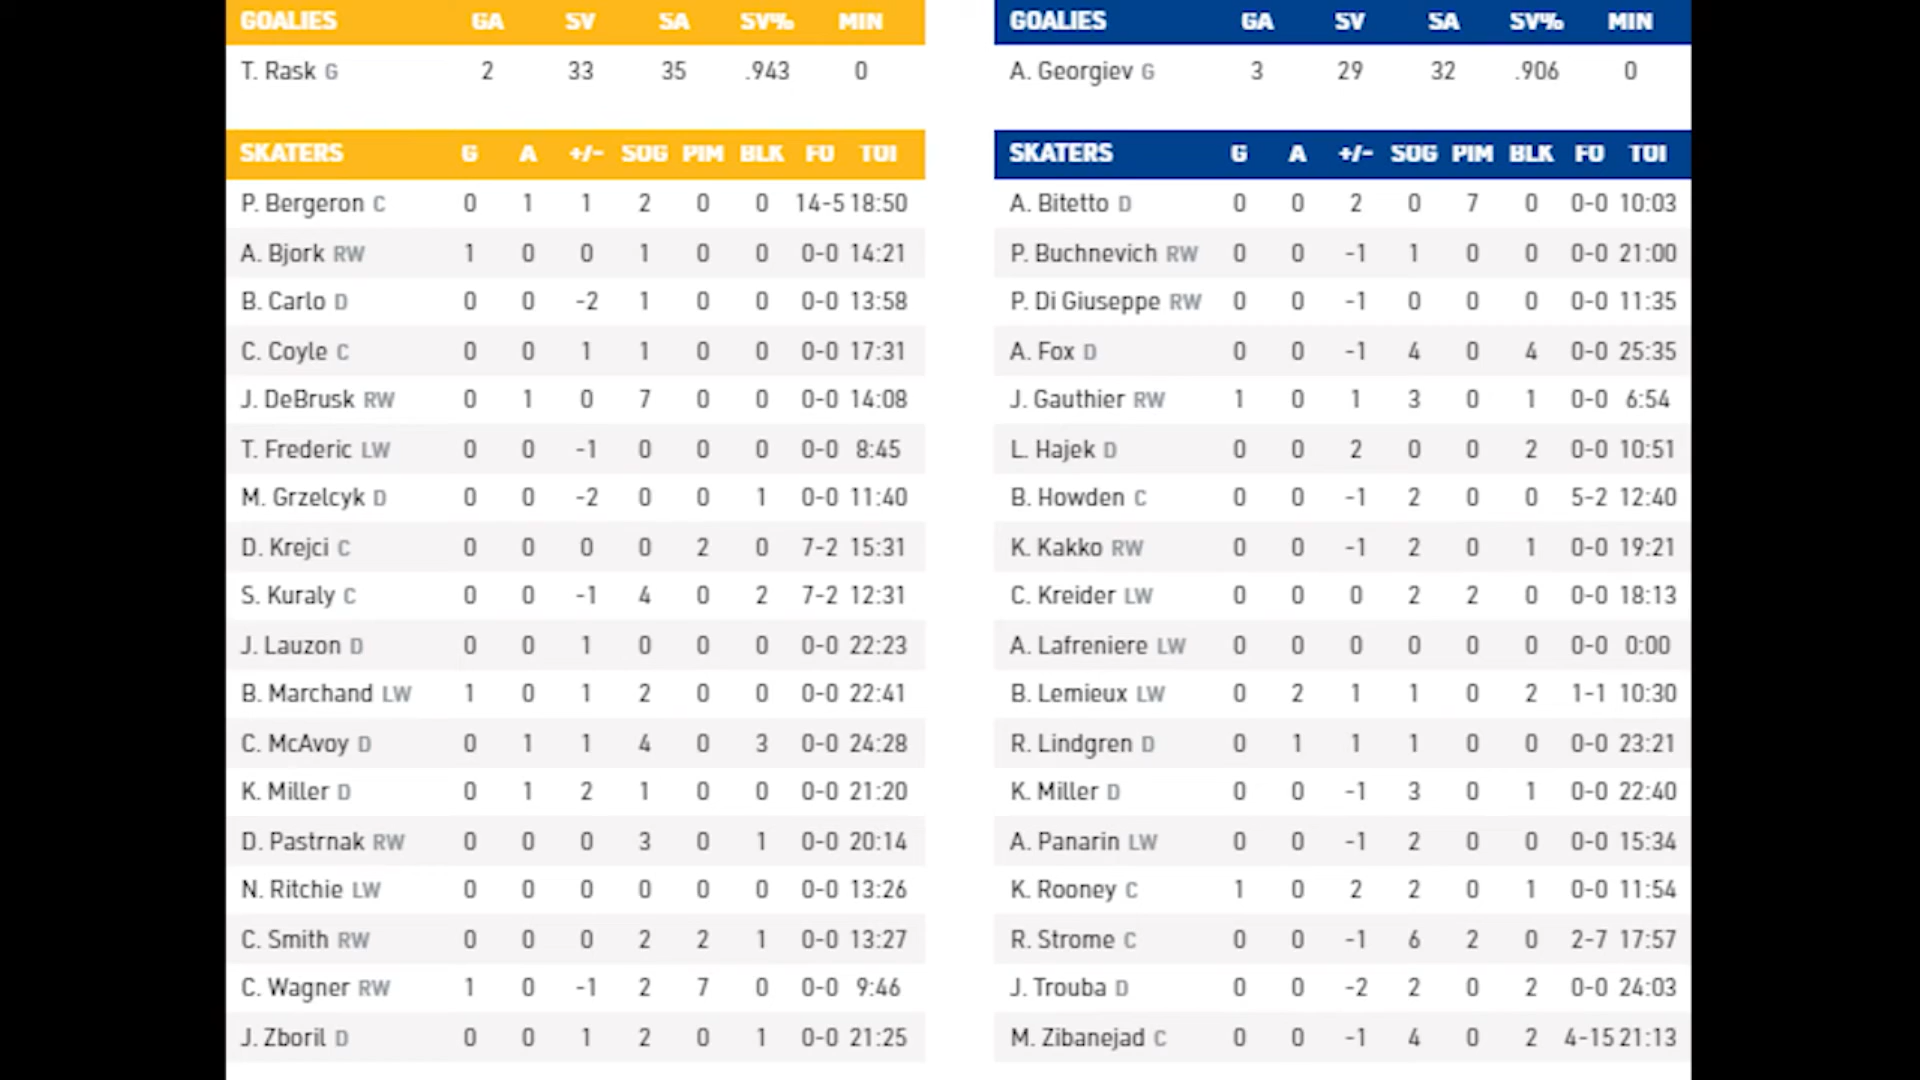 GOALIES GA SV SA SV% MIN
T. Rask G 2 33 35 .943 0
SKATERS G A +/- SOG PIM BLK FO TOI
P. Bergeron C 0 1 1 2 0 0 14-5 18:50
A. Bjork RW 1 0 0 1 0 0 0-0 14:21
B. Carlo D 0 0 -2 1 0 0 0-0 13:58
C. Coyle C 0 0 1 1 0 0 0-0 17:31
J. DeBrusk RW 0 1 0 7 0 0 0-0 14:08
T. Frederic LW 0 0 -1 0 0 0 0-0 8:45
M. Grzelcyk D 0 0 -2 0 0 1 0-0 11:40
D. Krejci C 0 0 0 0 2 0 7-2 15:31
S. Kuraly C 0 0 -1 4 0 2 7-2 12:31
J. Lauzon D 0 0 1 0 0 0 0-0 22:23
B. Marchand LW 1 0 1 2 0 0 0-0 22:41
C. McAvoy D 0 1 1 4 0 3 0-0 24:28
K. Miller D 0 1 2 1 0 0 0-0 21:20
D. Pastrnak RW 0 0 0 3 0 1 0-0 20:14
N. Ritchie LW 0 0 0 0 0 0 0-0 13:26
C. Smith RW 0 0 0 2 2 1 0-0 13:27
C. Wagner RW 1 0 -1 2 7 0 0-0 9:46
J. Zboril D 0 0 1 2 0 1 0-0 21:25
GOALIES GA SV SA SV% MIN
A. Georgiev G 3 29 32 .906 0
SKATERS G A +/- SOG PIM BLK FO TOI
A. Bitetto D 0 0 2 0 7 0 0-0 10:03
P. Buchnevich RW 0 0 -1 1 0 0 0-0 21:00
P. Di Giuseppe RW 0 0 -1 0 0 0 0-0 11:35
A. Fox D 0 0 -1 4 0 4 0-0 25:35
J. Gauthier RW 1 0 1 3 0 1 0-0 6:54
L. Hajek D 0 0 2 0 0 2 0-0 10:51
B. Howden C 0 0 -1 2 0 0 5-2 12:40
K. Kakko RW 0 0 -1 2 0 1 0-0 19:21
C. Kreider LW 0 0 0 2 2 0 0-0 18:13
A. Lafreniere LW 0 0 0 0 0 0 0-0 0:00
B. Lemieux LW 0 2 1 1 0 2 1-1 10:30
R. Lindgren D 0 1 1 1 0 0 0-0 23:21
K. Miller D 0 0 -1 3 0 1 0-0 22:40
A. Panarin LW 0 0 -1 2 0 0 0-0 15:34
K. Rooney C 1 0 2 2 0 1 0-0 11:54
R. Strome C 0 0 -1 6 2 0 2-7 17:57
J. Trouba D 0 0 -2 2 0 2 0-0 24:03
M. Zibanejad C 0 0 -1 4 0 2 4-15 21:13